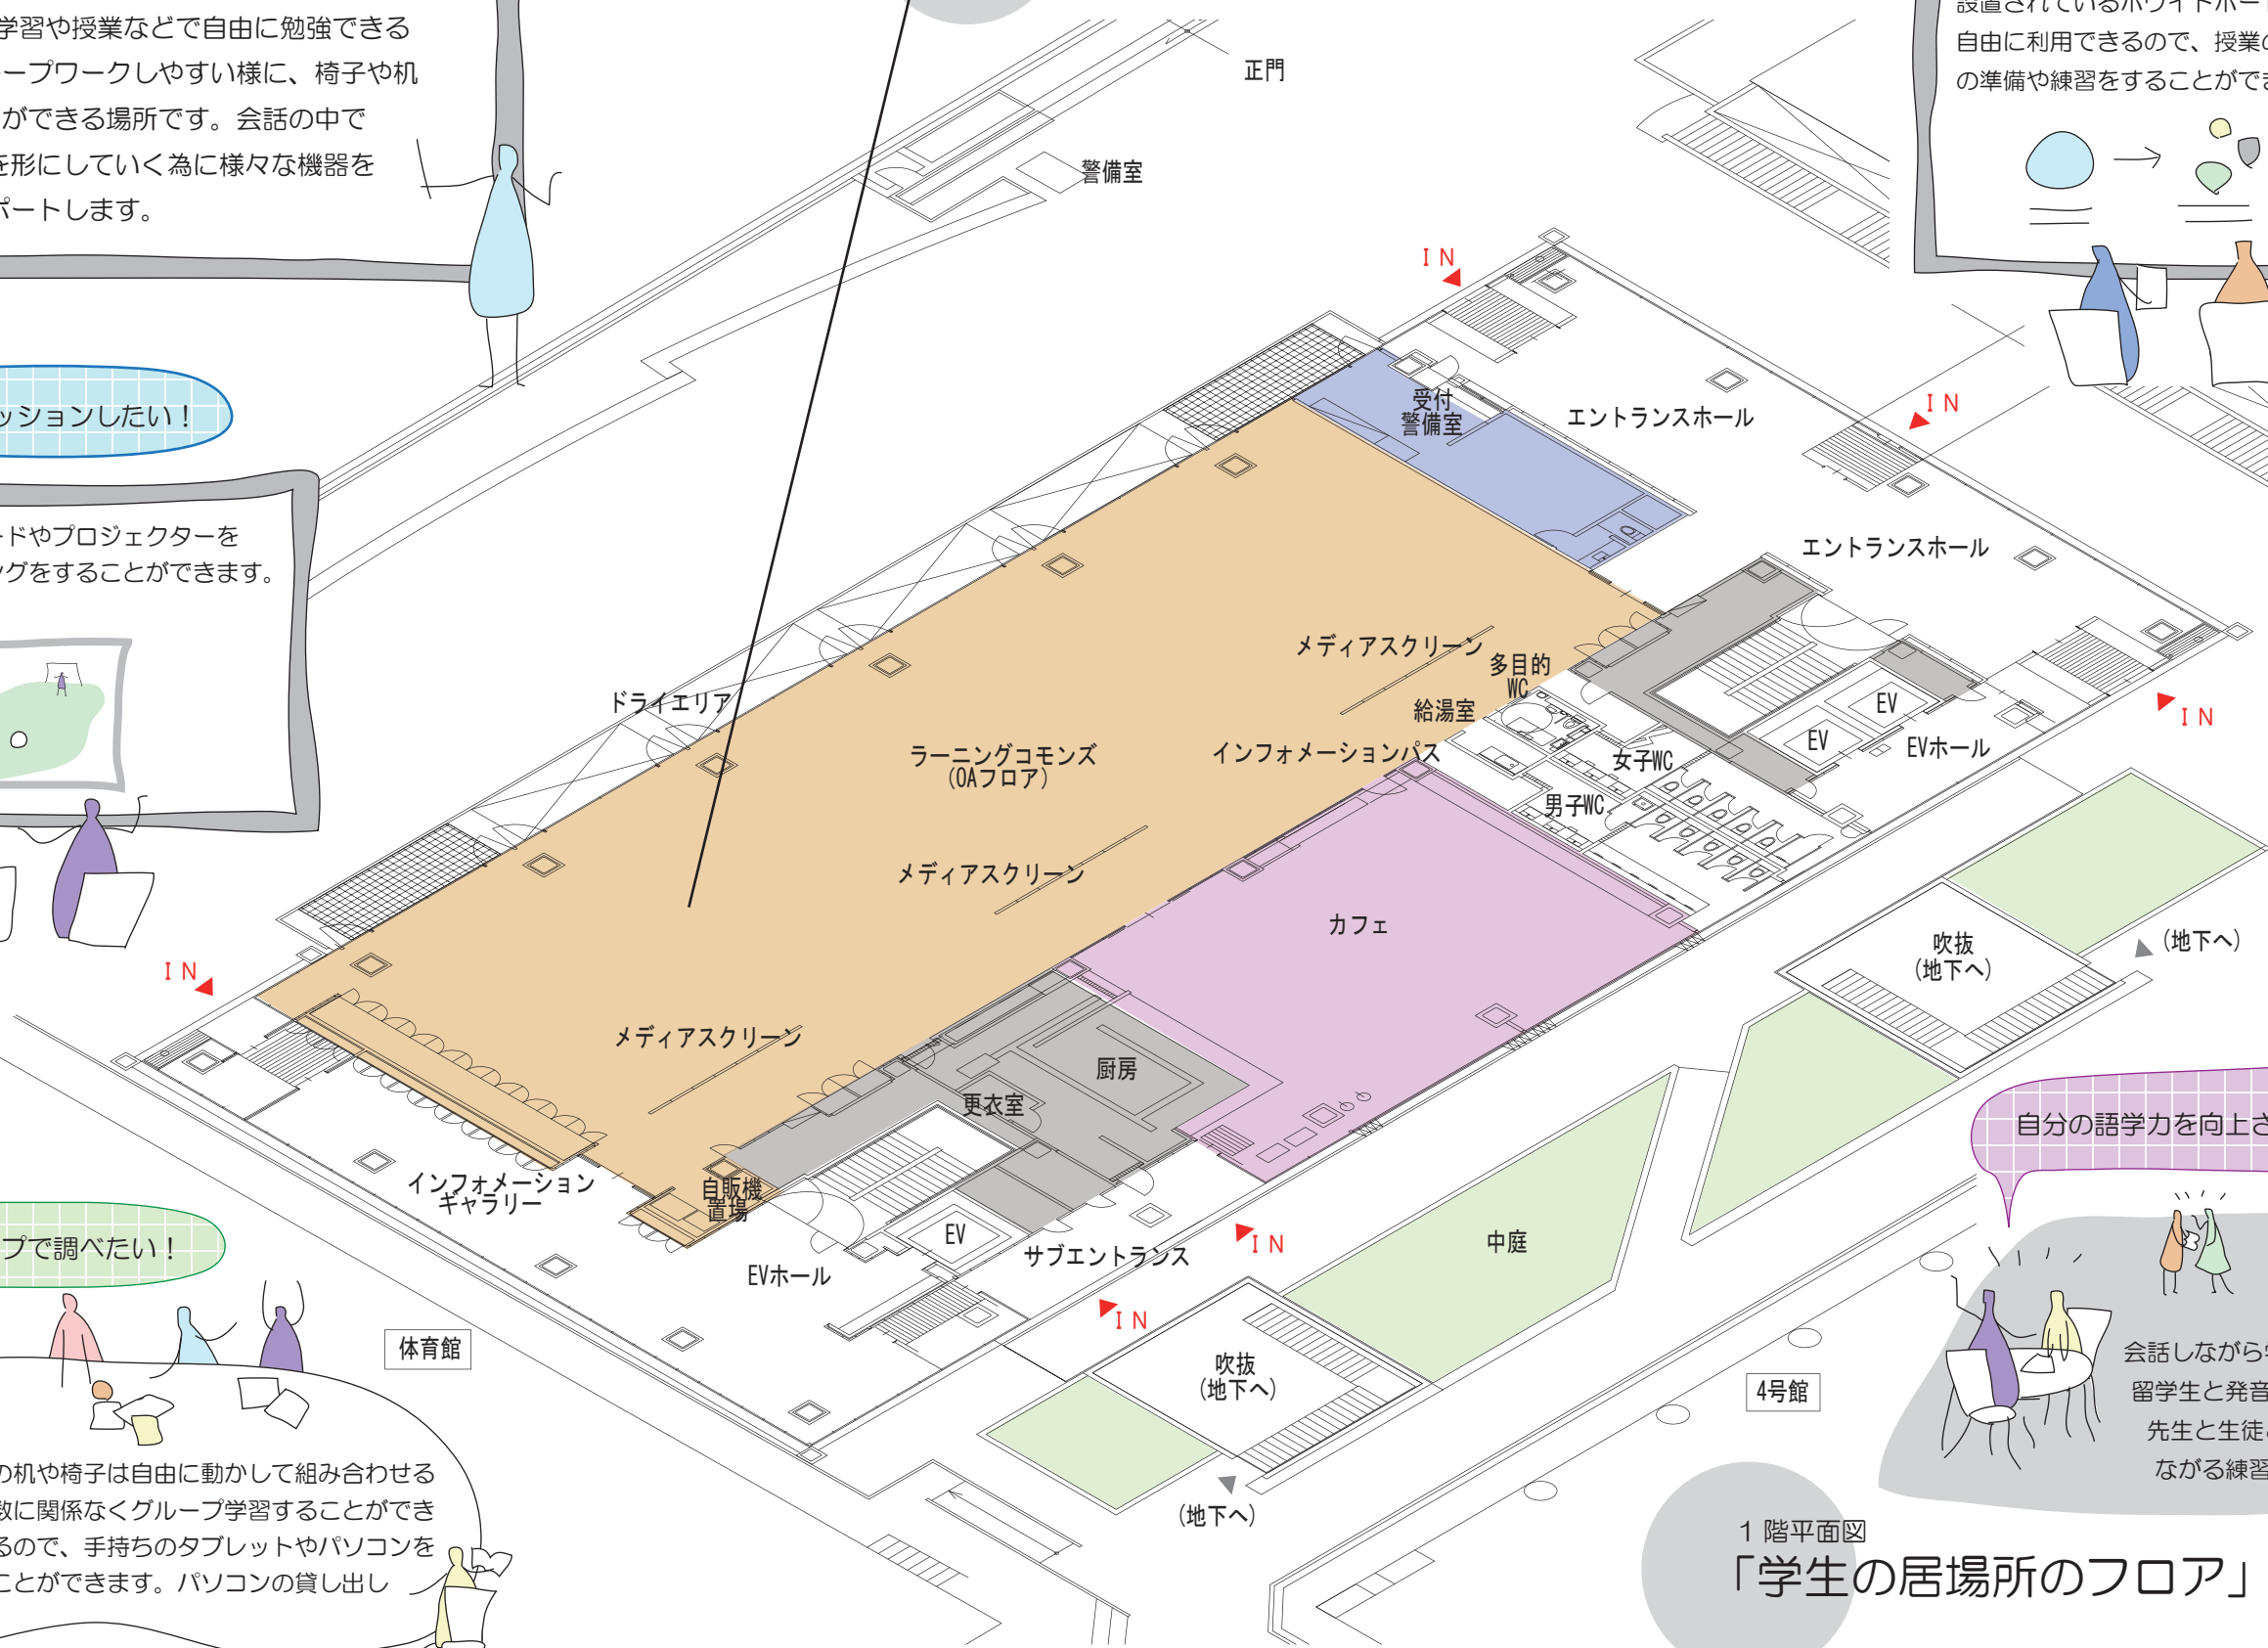 学習や授業などで自由に勉強できる
ープワークしやすい様に、椅子や机
ができる場所です。会話の中で
を形にしていく為に様々な機器を
ポートします。
正門
警備室
自由に利用できるので、授業の
の準備や練習をすることができ
IN
ッションしたい！
受付
警備室
エントランスホール
IN
ードやプロジェクターを
ングをすることができます。
エントランスホール
メディアスクリーン
多目的
WC
給湯室
ドライエリア
EV
IN
ラーニングコモンズ
(OAフロア)
インフォメーションパス
女子WC
EV
EVホール
男子WC
メディアスクリーン
カフェ
吹抜
(地下へ)
(地下へ)
IN
メディアスクリーン
厨房
更衣室
自分の語学力を向上さ
インフォメーション
ギャラリー
自販機
置場
EV
サブエントランス
IN
中庭
プで調べたい！
EVホール
IN
体育館
吹抜
(地下へ)
4号館
会話しながら
留学生と発音
先生と生徒
ながる練習
の机や椅子は自由に動かして組み合わせる
数に関係なくグループ学習することができ
るので、手持ちのタブレットやパソコンを
ことができます。パソコンの貸し出し
(地下へ)
1階平面図
「学生の居場所のフロア」